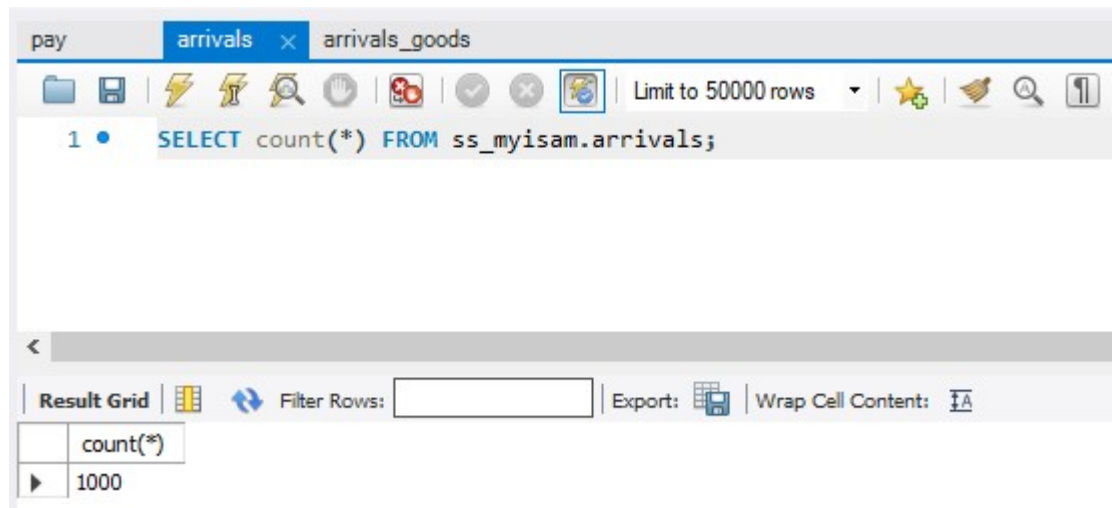 pay arrivals arrivals_goods
Limit to 50000 rows
1 SELECT count(*) FROM ss_myisam.arrivals;
Result Grid Filter Rows: Export: Wrap Cell Content: IA
count(*)
1000